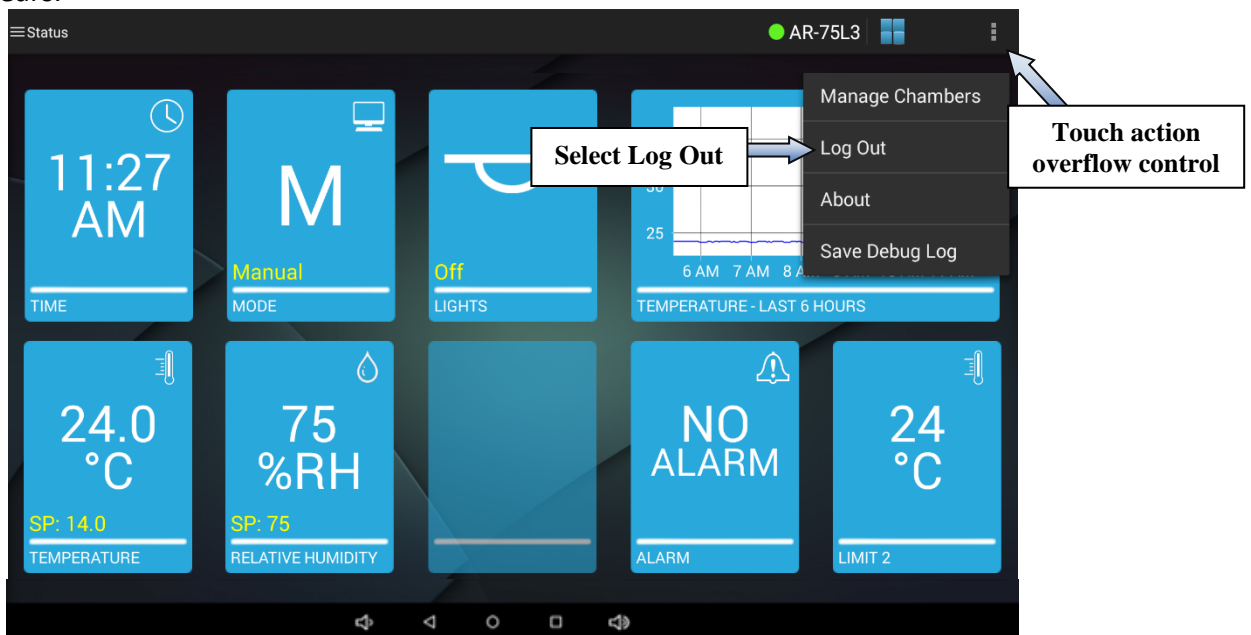 Status
AR-75L3
Manage Chambers
Log Out
About
Save Debug Log
Touch action
overflow control
Select Log Out
11:27
AM
TIME
M
Manual
MODE
Off
LIGHTS
25
6 AM 7 AM
TEMPERATURE - LAST 6 HOURS
24.0
°C
SP: 14.0
TEMPERATURE
75
%RH
SP: 75
RELATIVE HUMIDITY
NO
ALARM
ALARM
24
°C
LIMIT 2